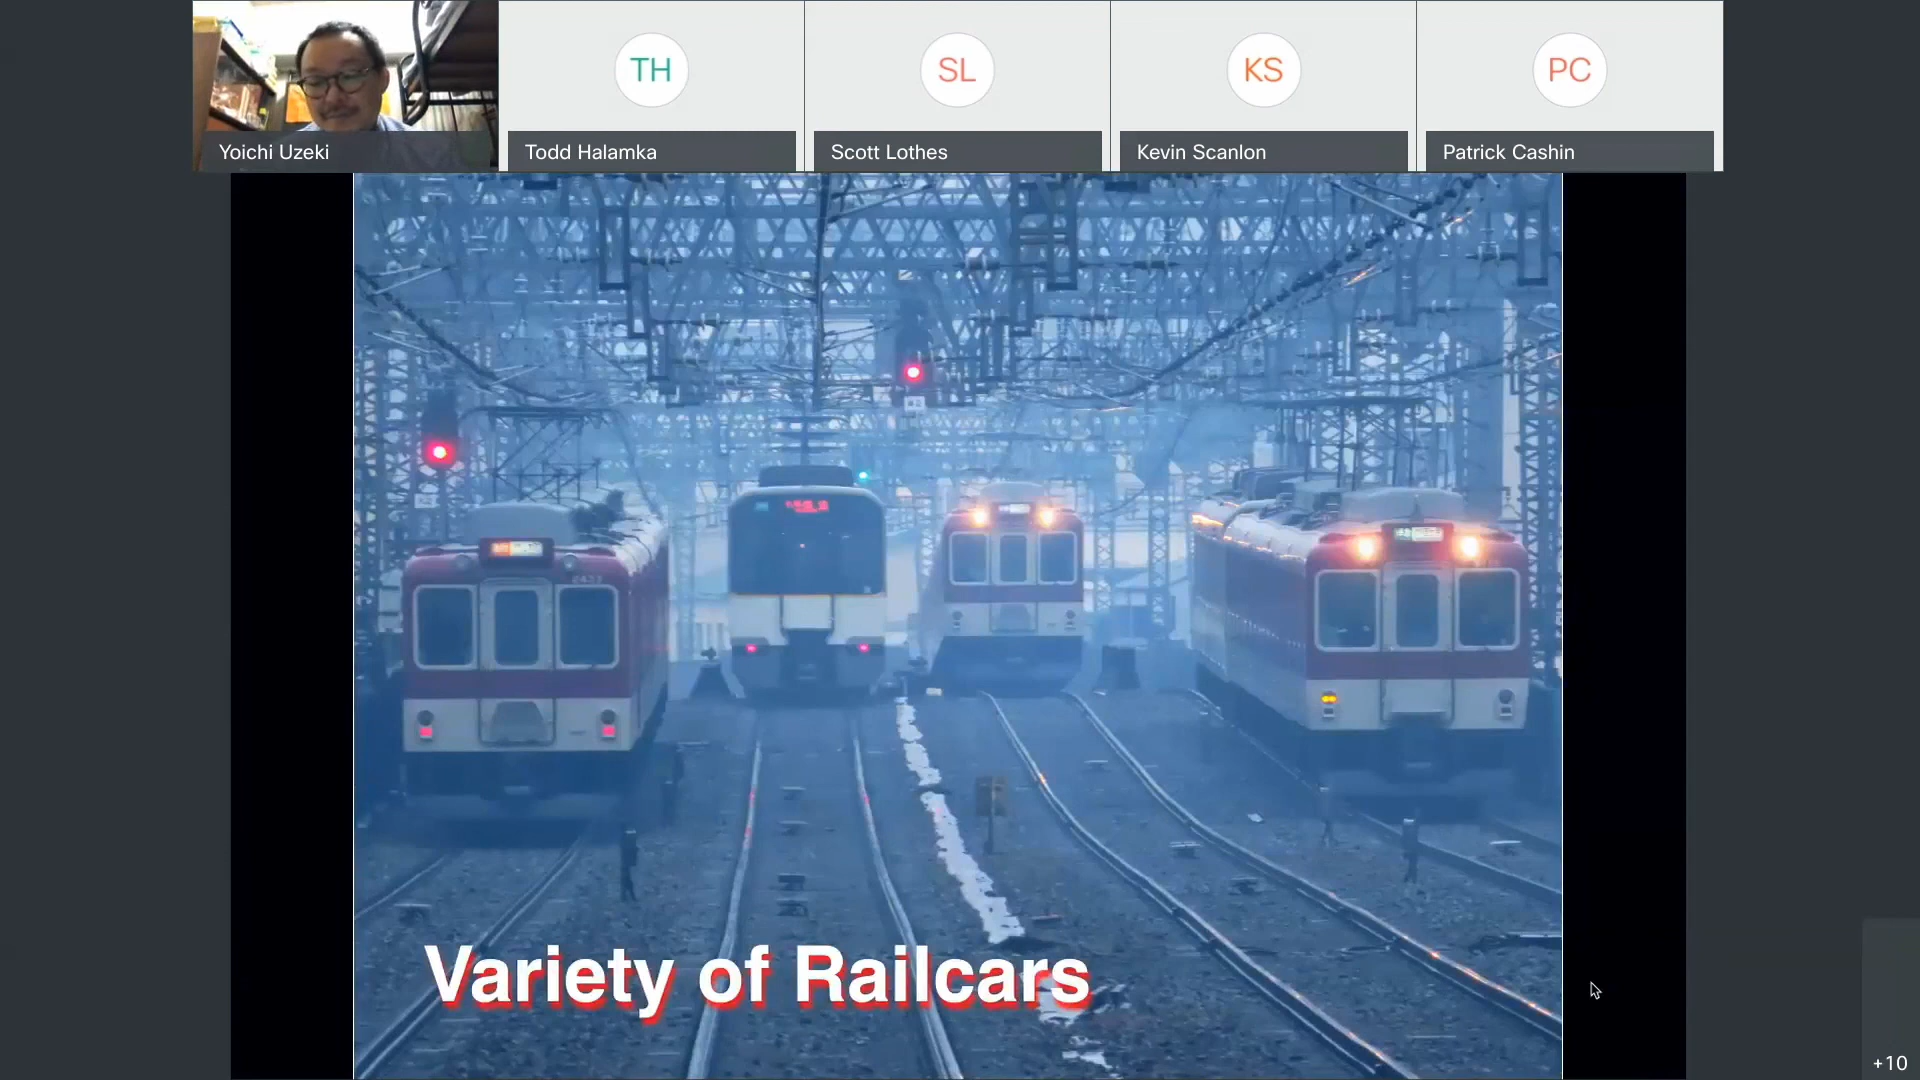 TH
SL
KS
PC
Yoichi Uzeki
Todd Halamka
Scott Lothes
Kevin Scanlon
Patrick Cashin
Variety of Railcars
+10